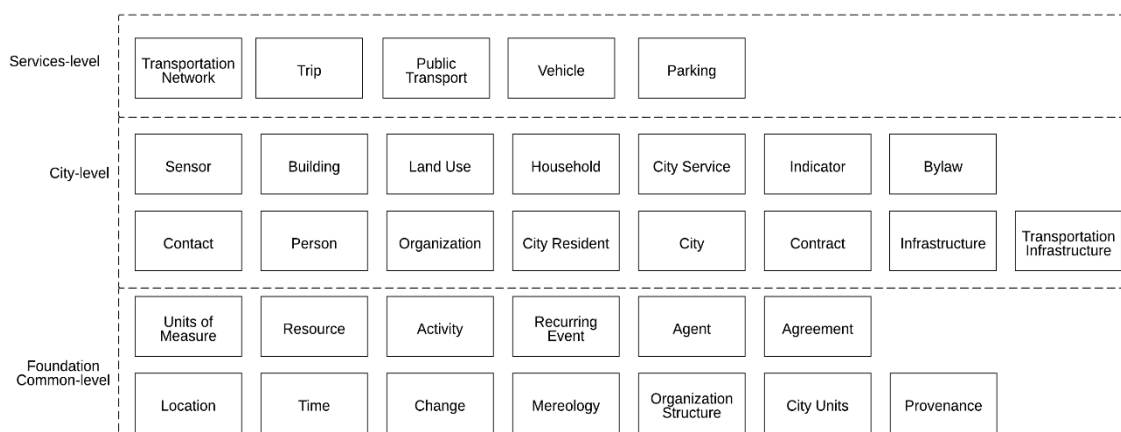 Services-level
Transportation
Network
Trip
Public
Transport
Vehicle
Parking
City-level
Sensor
Building
Land Use
Household
City Service
Indicator
Bylaw
Contact
Person
Organization
City Resident
City
Contract
Infrastructure
Transportation
Infrastructure
Foundation
Common-level
Units of
Measure
Resource
Activity
Recurring
Event
Agent
Agreement
Location
Time
Change
Mereology
Organization
Structure
City Units
Provenance